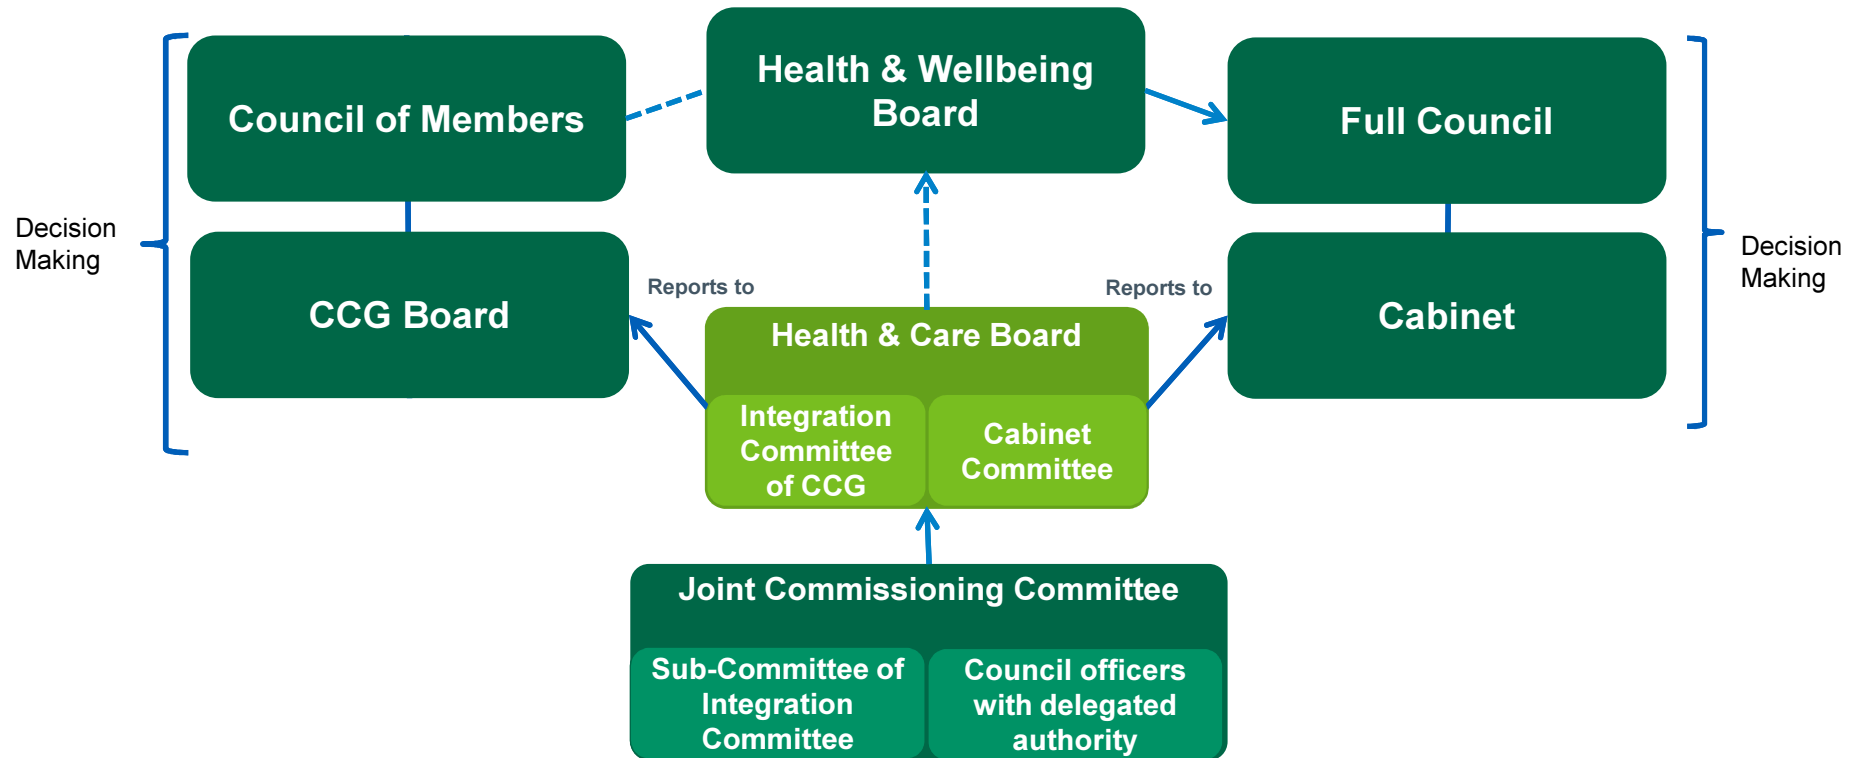 Council of Members
Health & Wellbeing
Board
Full Council
Decision
Making
CCG Board
Reports to
Health & Care Board
Reports to
Cabinet
Decision
Making
Integration
Committee
of CCG
Cabinet
Committee
Joint Commissioning Committee
Sub-Committee of
Integration
Committee
Council officers
with delegated
authority